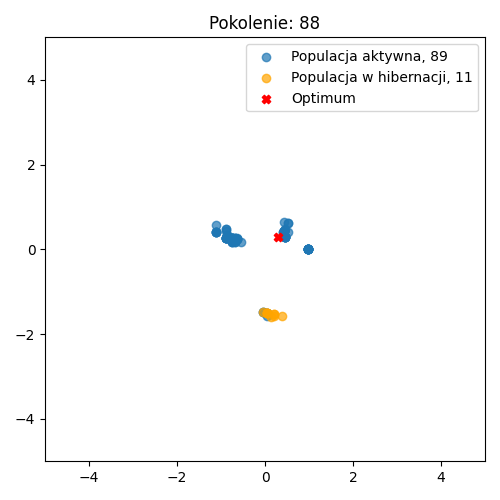 Pokolenie: 88
Populacja aktywna, 89
Populacja w hibernacji, 11
Optimum
4
2
0
−2
−4
−4
−2
0
2
4